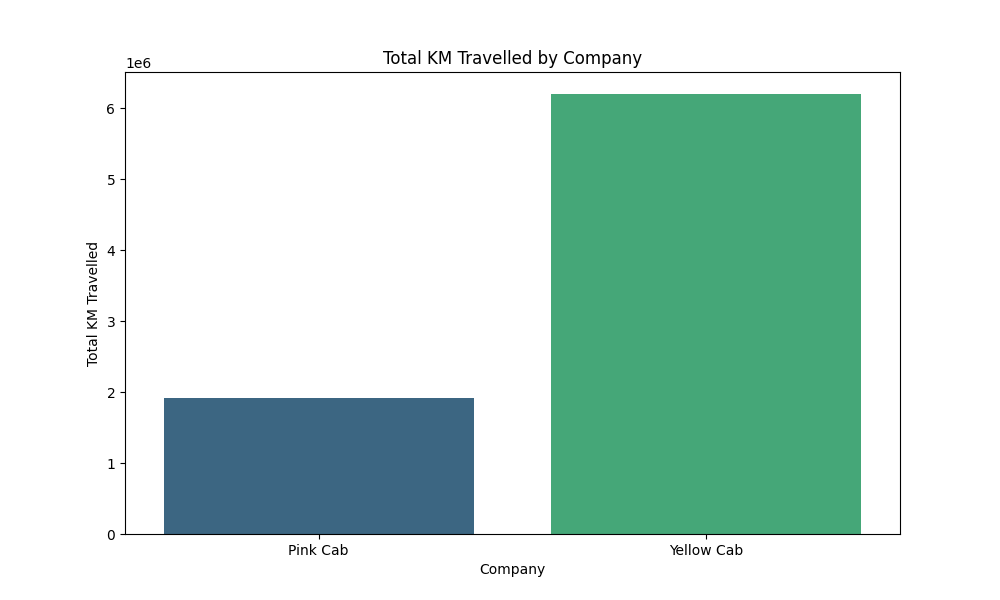 Total KM Travelled by Company
1e6
6
5
4
3
2
1
0
Total KM Travelled
Pink Cab
Yellow Cab
Company